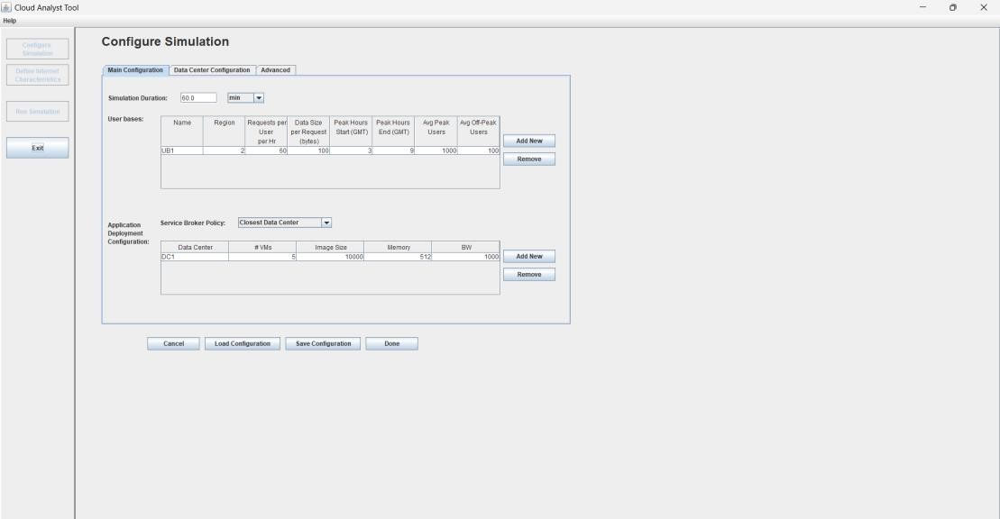 Cloud Analyst Tool
Help
Configure
Simulation
Define Internet
Characteristics
Run Simulation
Exit
Configure Simulation
Main Configuration Data Center Configuration Advanced
Simulation Duration: 60.0 min
User bases:
Name Region Requests per User per Hr Data Size per Request (bytes) Peak Hours Start (GMT) Peak Hours End (GMT) Avg Peak Users Avg Off-Peak Users
UB1 2 60 100 3 9 1000 100
Add New
Remove
Application
Deployment
Configuration:
Service Broker Policy: Closest Data Center
Data Center # VMs Image Size Memory BW
DC1 5 10000 512 1000
Add New
Remove
Cancel Load Configuration Save Configuration Done